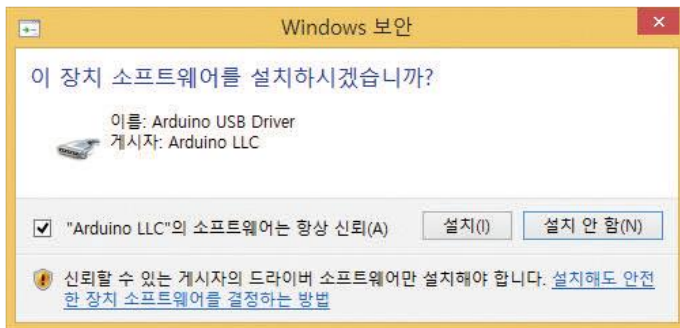 Windows 보안
이 장치 소프트웨어를 설치하시겠습니까?
이름: Arduino USB Driver
게시자: Arduino LLC
"Arduino LLC"의 소프트웨어는 항상 신뢰(A)
설치(I)
설치 안 함(N)
신뢰할 수 있는 게시자의 드라이버 소프트웨어만 설치해야 합니다. 설치해도 안전
한 장치 소프트웨어를 결정하는 방법